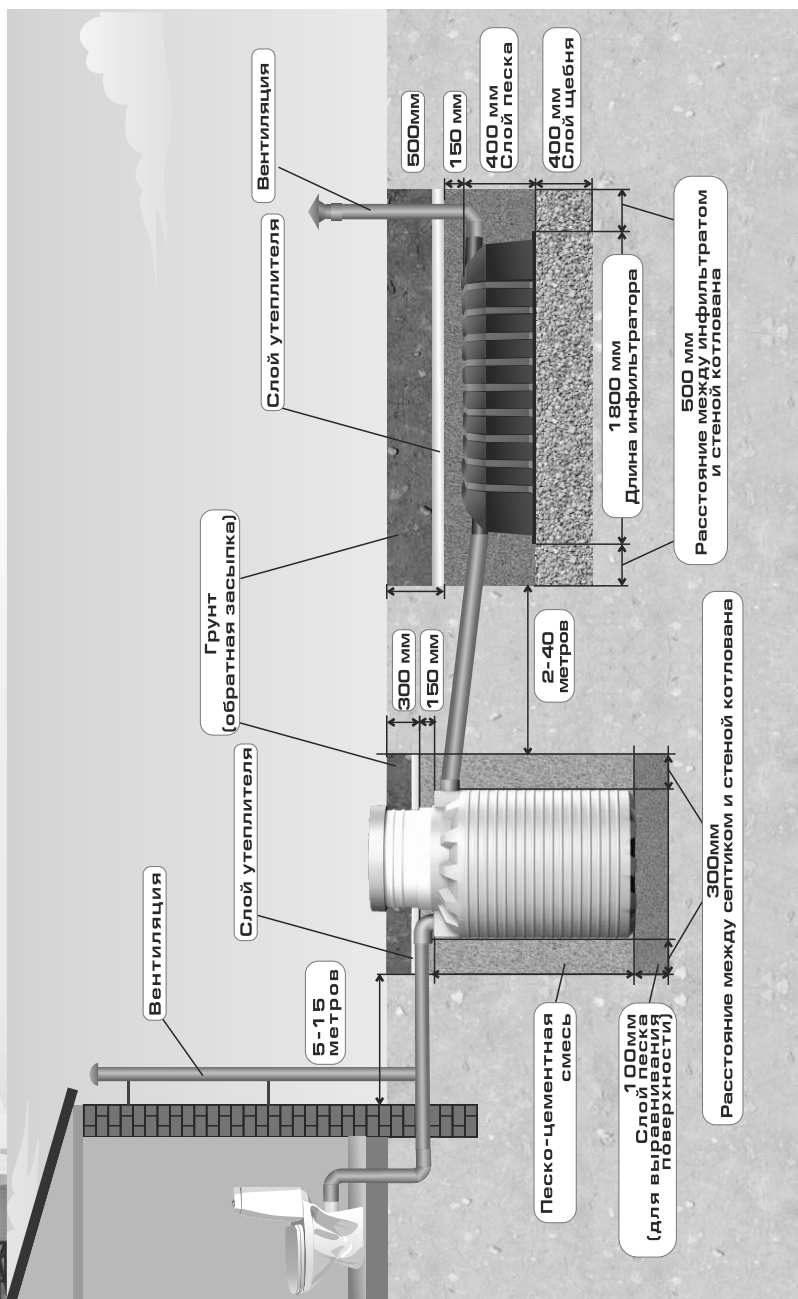 Вентиляция
5-15
метров
Слой утеплителя
Грунт
(обратная засыпка)
Слой утеплителя
Вентиляция
300 мм
150 мм
500мм
150 мм
400 мм
Слой песка
400 мм
Слой щебня
2-40
метров
1800 мм
Длина инфильтратора
500 мм
Расстояние между инфильтратом
и стеной котлована
Песко-цементная
смесь
100мм
Слой песка
(для выравнивания
поверхности)
300мм
Расстояние между септиком и стеной котлована